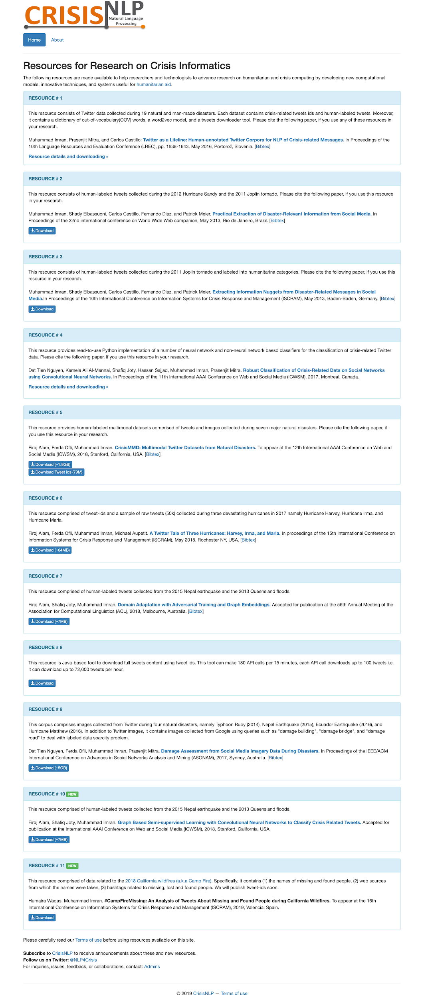 CRISISNLP
Natural Language
Processing
Home About
Resources for Research on Crisis Informatics
The following resources are made available to help researchers and technologists to advance research on humanitarian and crisis computing by developing new computational
models, innovative techniques, and systems useful for humanitarian aid.
RESOURCE # 1
This resource consists of Twitter data collected during 19 natural and man-made disasters. Each dataset contains crisis-related tweets ids and human-labeled tweets. Moreover,
it contains a dictionary of out-of-vocabulary(OOV) words, a word2vec model, and a tweets downloader tool. Please cite the following paper, if you use any of these resources in
your research.
Muhammad Imran, Prasenjit Mitra, and Carlos Castillo: Twitter as a Lifeline: Human-annotated Twitter Corpora for NLP of Crisis-related Messages. In Proceedings of the
10th Language Resources and Evaluation Conference (LREC), pp. 1638-1643. May 2016, Portorož, Slovenia. [Bibtex]
Resource details and downloading »
RESOURCE # 2
This resource consists of human-labeled tweets collected during the 2012 Hurricane Sandy and the 2011 Joplin tornado. Please cite the following paper, if you use this resource
in your research.
Muhammad Imran, Shady Elbassuoni, Carlos Castillo, Fernando Diaz, and Patrick Meier. Practical Extraction of Disaster-Relevant Information from Social Media. In
Proceedings of the 22nd international conference on World Wide Web companion, May 2013, Rio de Janeiro, Brazil. [Bibtex]
Download
RESOURCE # 3
This resource consists of human-labeled tweets collected during the 2011 Joplin tornado and labeled into humanitarina categories. Please cite the following paper, if you use this
resource in your research.
Muhammad Imran, Shady Elbassuoni, Carlos Castillo, Fernando Diaz, and Patrick Meier. Extracting Information Nuggets from Disaster-Related Messages in Social
Media.In Proceedings of the 10th International Conference on Information Systems for Crisis Response and Management (ISCRAM), May 2013, Baden-Baden, Germany. [Bibtex]
Download
RESOURCE # 4
This resource provides read-to-use Python implementation of a number of neural network and non-neural network baesd classifiers for the classification of crisis-related Twitter
data. Please cite the following paper, if you use this resource in your research.
Dat Tien Nguyen, Kamela Ali Al-Mannai, Shafiq Joty, Hassan Sajjad, Muhammad Imran, Prasenjit Mitra. Robust Classification of Crisis-Related Data on Social Networks
using Convolutional Neural Networks. In Proceedings of the 11th International AAAI Conference on Web and Social Media (ICWSM), 2017, Montreal, Canada.
Resource details and downloading »
RESOURCE # 5
This resource provides human-labeled multimodal datasets comprised of tweets and images collected during seven major natural disasters. Please cite the following paper, if
you use this resource in your research.
Firoj Alam, Ferda Ofli, Muhammad Imran. CrisisMMD: Multimodal Twitter Datasets from Natural Disasters. To appear at the 12th International AAAI Conference on Web and
Social Media (ICWSM), 2018, Stanford, California, USA. [Bibtex]
Download (~1.8GB)
Download Tweet ids (79M)
RESOURCE # 6
This resource comprised of tweet-ids and a sample of raw tweets (50k) collected during three devastating hurricanes in 2017 namely Hurricane Harvey, Hurricane Irma, and
Hurricane Maria.
Firoj Alam, Ferda Ofli, Muhammad Imran, Michael Aupetit. A Twitter Tale of Three Hurricanes: Harvey, Irma, and Maria. In proceedings of the 15th International Conference on
Information Systems for Crisis Response and Management (ISCRAM), May 2018, Rochester NY, USA. [Bibtex]
Download (~64MB)
RESOURCE # 7
This resource comprised of human-labeled tweets collected from the 2015 Nepal earthquake and the 2013 Queensland floods.
Firoj Alam, Shafiq Joty, Muhammad Imran. Domain Adaptation with Adversarial Training and Graph Embeddings. Accepted for publication at the 56th Annual Meeting of the
Association for Computational Linguistics (ACL), 2018, Melbourne, Australia. [Bibtex]
Download (~7MB)
RESOURCE # 8
This resource is Java-based tool to download full tweets content using tweet ids. This tool can make 180 API calls per 15 minutes, each API call downloads up to 100 tweets i.e.
it can download up to 72,000 tweets per hour.
Download
RESOURCE # 9
This corpus comprises images collected from Twitter during four natural disasters, namely Typhoon Ruby (2014), Nepal Earthquake (2015), Ecuador Earthquake (2016), and
Hurricane Matthew (2016). In addition to Twitter images, it contains images collected from Google using queries such as "damage building", "damage bridge", and "damage
road" to deal with labeled data scarcity problem.
Dat Tien Nguyen, Ferda Ofli, Muhammad Imran, Prasenjit Mitra. Damage Assessment from Social Media Imagery Data During Disasters. In Proceedings of the IEEE/ACM
International Conference on Advances in Social Networks Analysis and Mining (ASONAM), 2017, Sydney, Australia. [Bibtex]
Download (~5GB)
RESOURCE # 10 NEW
This resource comprised of human-labeled tweets collected from the 2015 Nepal earthquake and the 2013 Queensland floods.
Firoj Alam, Shafiq Joty, Muhammad Imran. Graph Based Semi-supervised Learning with Convolutional Neural Networks to Classify Crisis Related Tweets. Accepted for
publication at the International AAAI Conference on Web and Social Media (ICWSM), 2018, Stanford, California, USA.
Download (~7MB)
RESOURCE # 11 NEW
This resource comprised of data related to the 2018 California wildfires (a.k.a Camp Fire). Specifically, it contains (1) the names of missing and found people, (2) web sources
from which the names were taken, (3) hashtags related to missing, lost and found people. We will publish tweet-ids soon.
Humaira Waqas, Muhammad Imran. #CampFireMissing: An Analysis of Tweets About Missing and Found People during California Wildfires. To appear at the 16th
International Conference on Information Systems for Crisis Response and Management (ISCRAM), 2019, Valencia, Spain.
Download
Please carefully read our Terms of use before using resources available on this site.
Subscribe to CrisisNLP to receive announcements about these and new resources.
Follow us on Twitter: @NLP4Crisis
For inquiries, issues, feedback, or collaborations, contact: Admins
© 2019 CrisisNLP — Terms of use